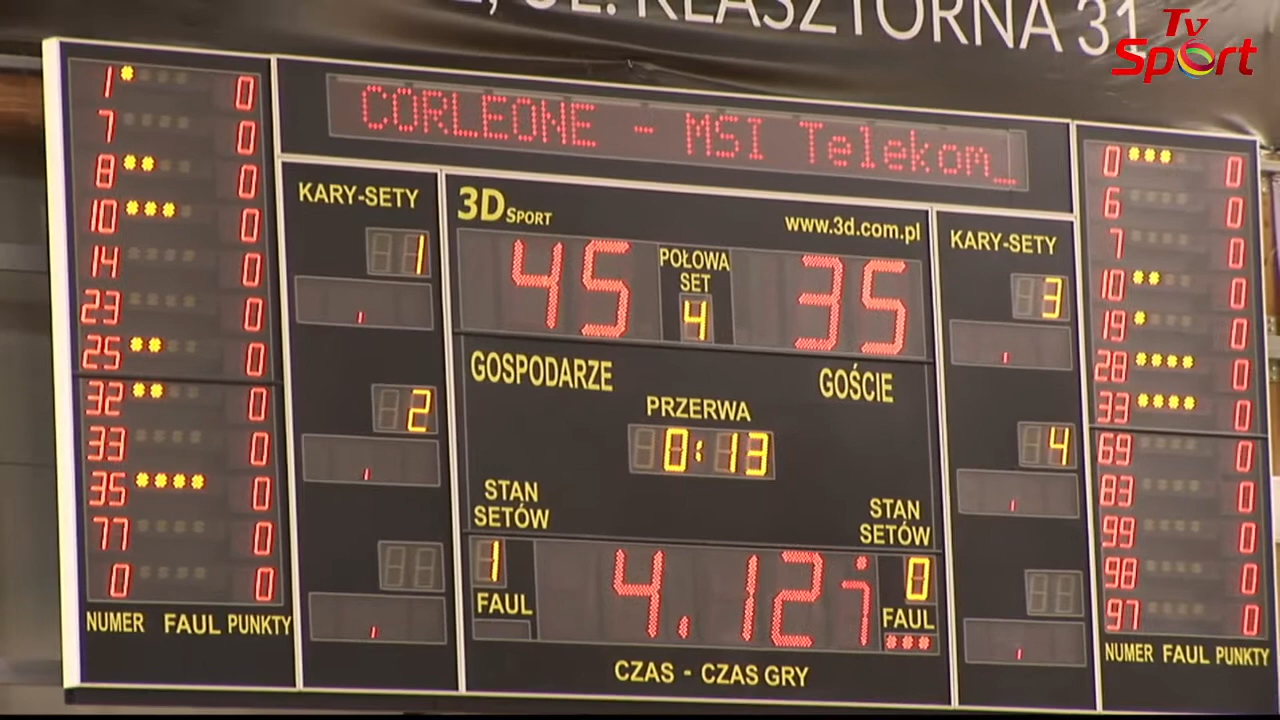 , UL. KLASZTORNA 31
Tv
Sport
CORLEONE - MSI Telekom_
1 * 0
7 0
8 ** 0
10 *** 0
14 0
23 0
25 ** 0
32 ** 0
33 0
35 **** 0
77 0
0 0
NUMER FAUL PUNKTY
KARY-SETY
1
2
3D SPORT
www.3d.com.pl
45
POŁOWA
SET
4
35
GOSPODARZE
GOŚCIE
PRZERWA
0:13
STAN
SETÓW
STAN
SETÓW
1
4.12
0
FAUL
FAUL
***
CZAS - CZAS GRY
KARY-SETY
3
4
0 *** 0
6 0
7 0
10 ** 0
19 * 0
28 **** 0
33 **** 0
69 0
83 0
99 0
98 0
97 0
NUMER FAUL PUNKTY